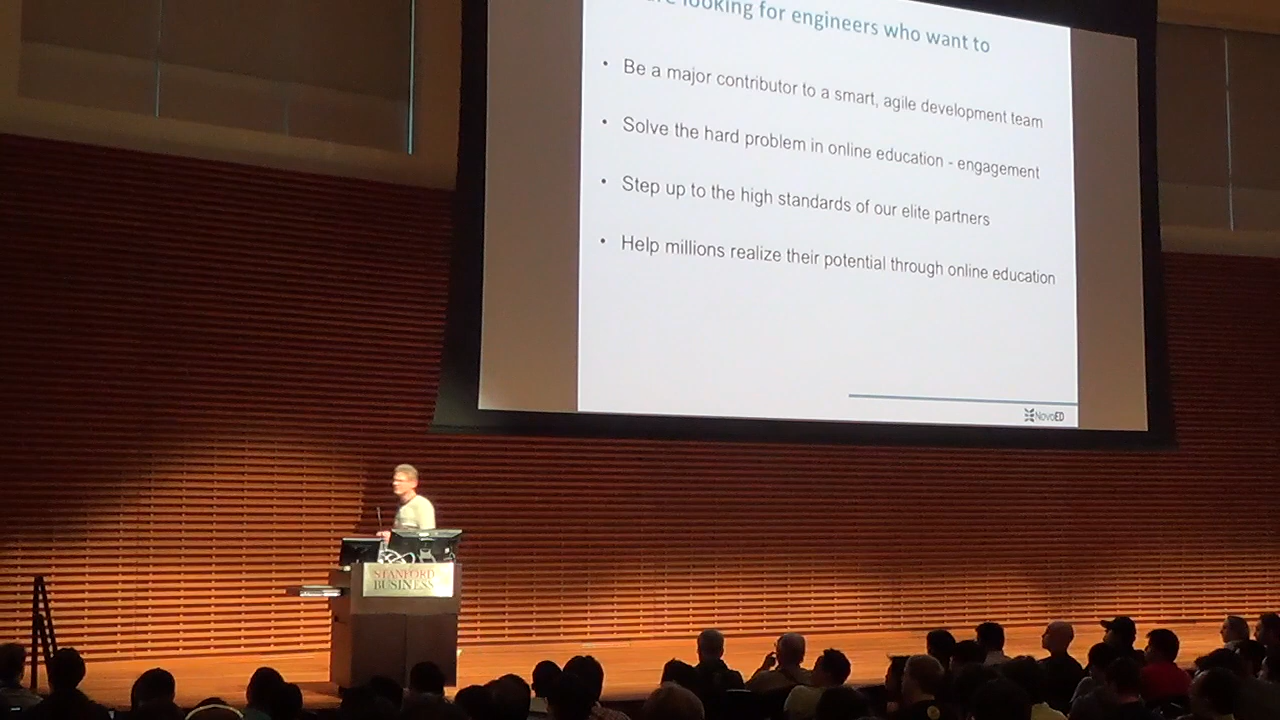 looking for engineers who want to
• Be a major contributor to a smart, agile development team
• Solve the hard problem in online education - engagement
• Step up to the high standards of our elite partners
• Help millions realize their potential through online education
NovoED
STANFORD
BUSINESS